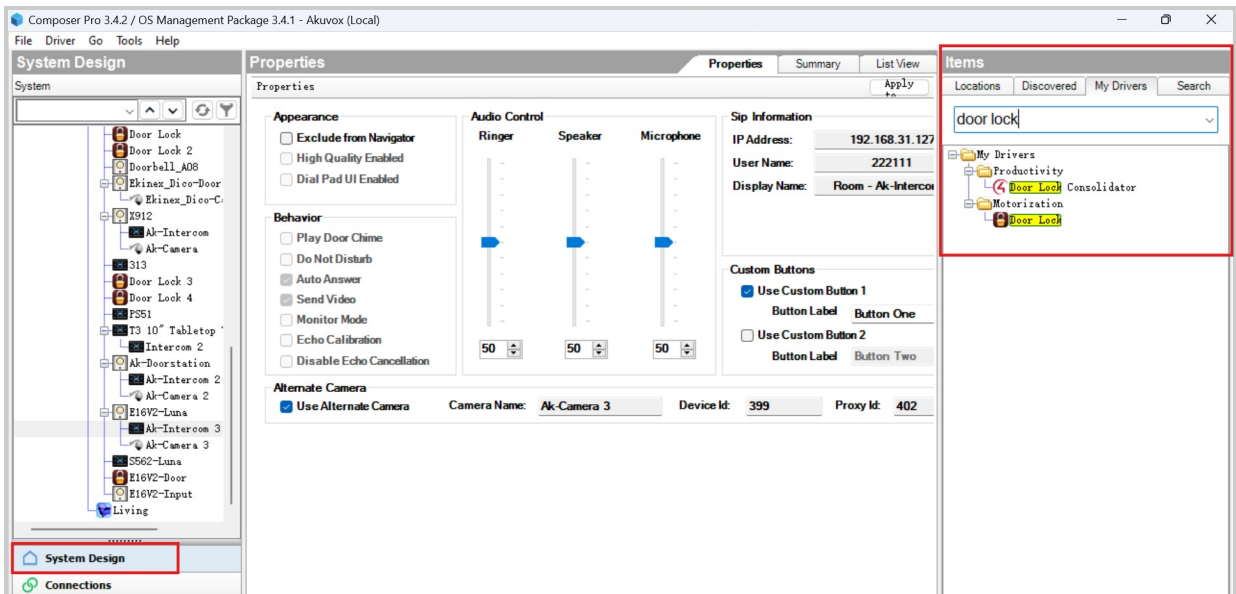 Composer Pro 3.4.2 / OS Management Package 3.4.1 - Akuvox (Local)
File Driver Go Tools Help
System Design
System
Door Lock
Door Lock 2
Doorbell_A08
Ekinex_Dico-Door
Ekinex_Dico-C
X912
Ak-Intercom
Ak-Camera
313
Door Lock 3
Door Lock 4
PS51
T3 10" Tabletop
Intercom 2
Ak-Doorstation
Ak-Intercom 2
Ak-Camera 2
E16V2-Luna
Ak-Intercom 3
Ak-Camera 3
S562-Luna
E16V2-Door
E16V2-Input
Living
System Design
Connections
Properties
Properties Summary List View
Properties
Apply
Appearance
Exclude from Navigator
High Quality Enabled
Dial Pad UI Enabled
Behavior
Play Door Chime
Do Not Disturb
Auto Answer
Send Video
Monitor Mode
Echo Calibration
Disable Echo Cancellation
Audio Control
Ringer Speaker Microphone
50 50 50
Sip Information
IP Address: 192.168.31.127
User Name: 222111
Display Name: Room - Ak-Intercor
Custom Buttons
Use Custom Button 1
Button Label Button One
Use Custom Button 2
Button Label Button Two
Alternate Camera
Use Alternate Camera Camera Name: Ak-Camera 3 Device Id: 399 Proxy Id: 402
Items
Locations Discovered My Drivers Search
door lock
My Drivers
Productivity
Door Lock Consolidator
Motorization
Door Lock